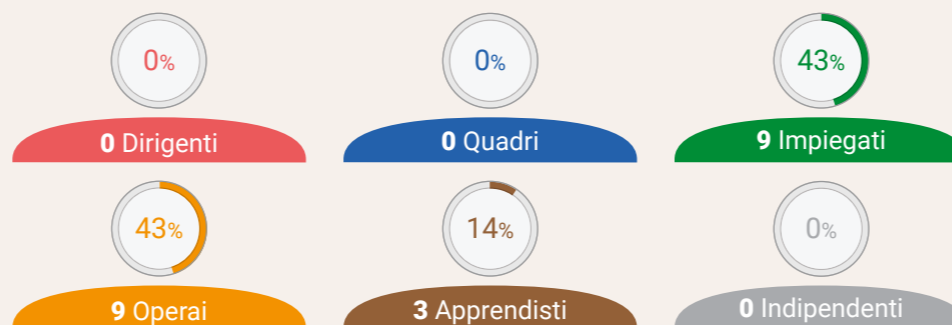 0%
0%
43%
0 Dirigenti
0 Quadri
9 Impiegati
43%
14%
0%
9 Operai
3 Apprendisti
0 Indipendenti